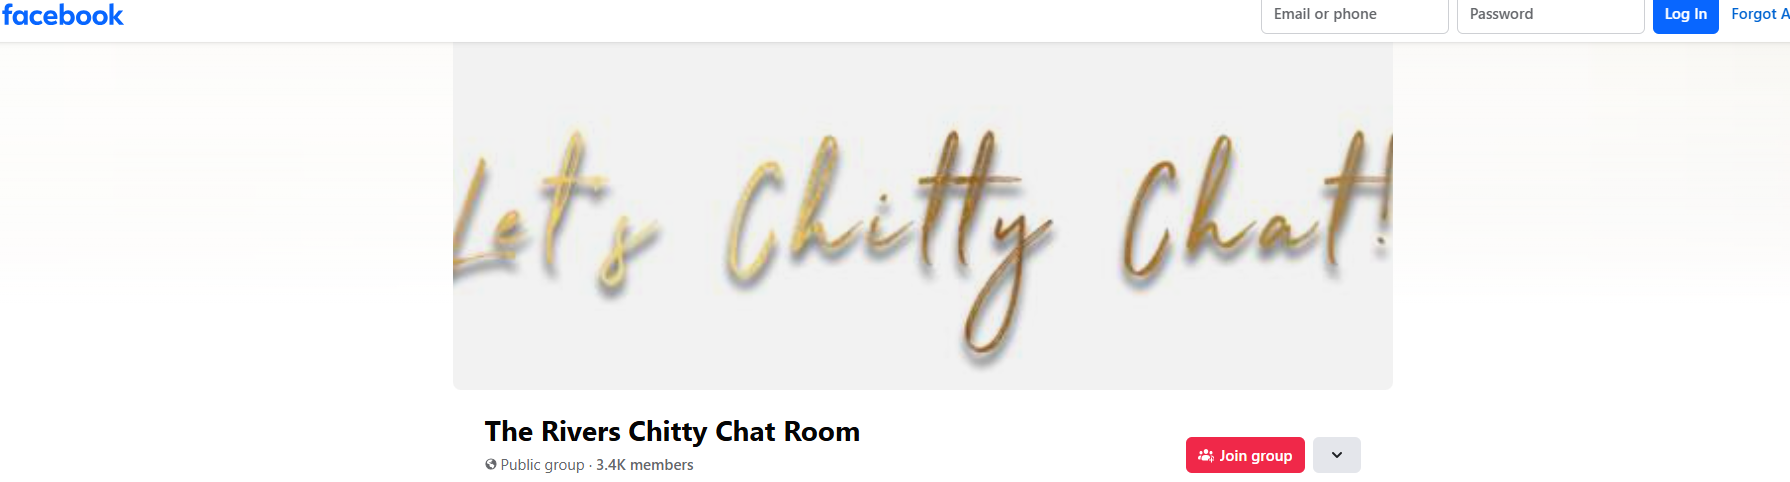 facebook
Email or phone
Password
Log In
Forgot A
Let's Chitty Chat!
The Rivers Chitty Chat Room
Public group · 3.4K members
Join group